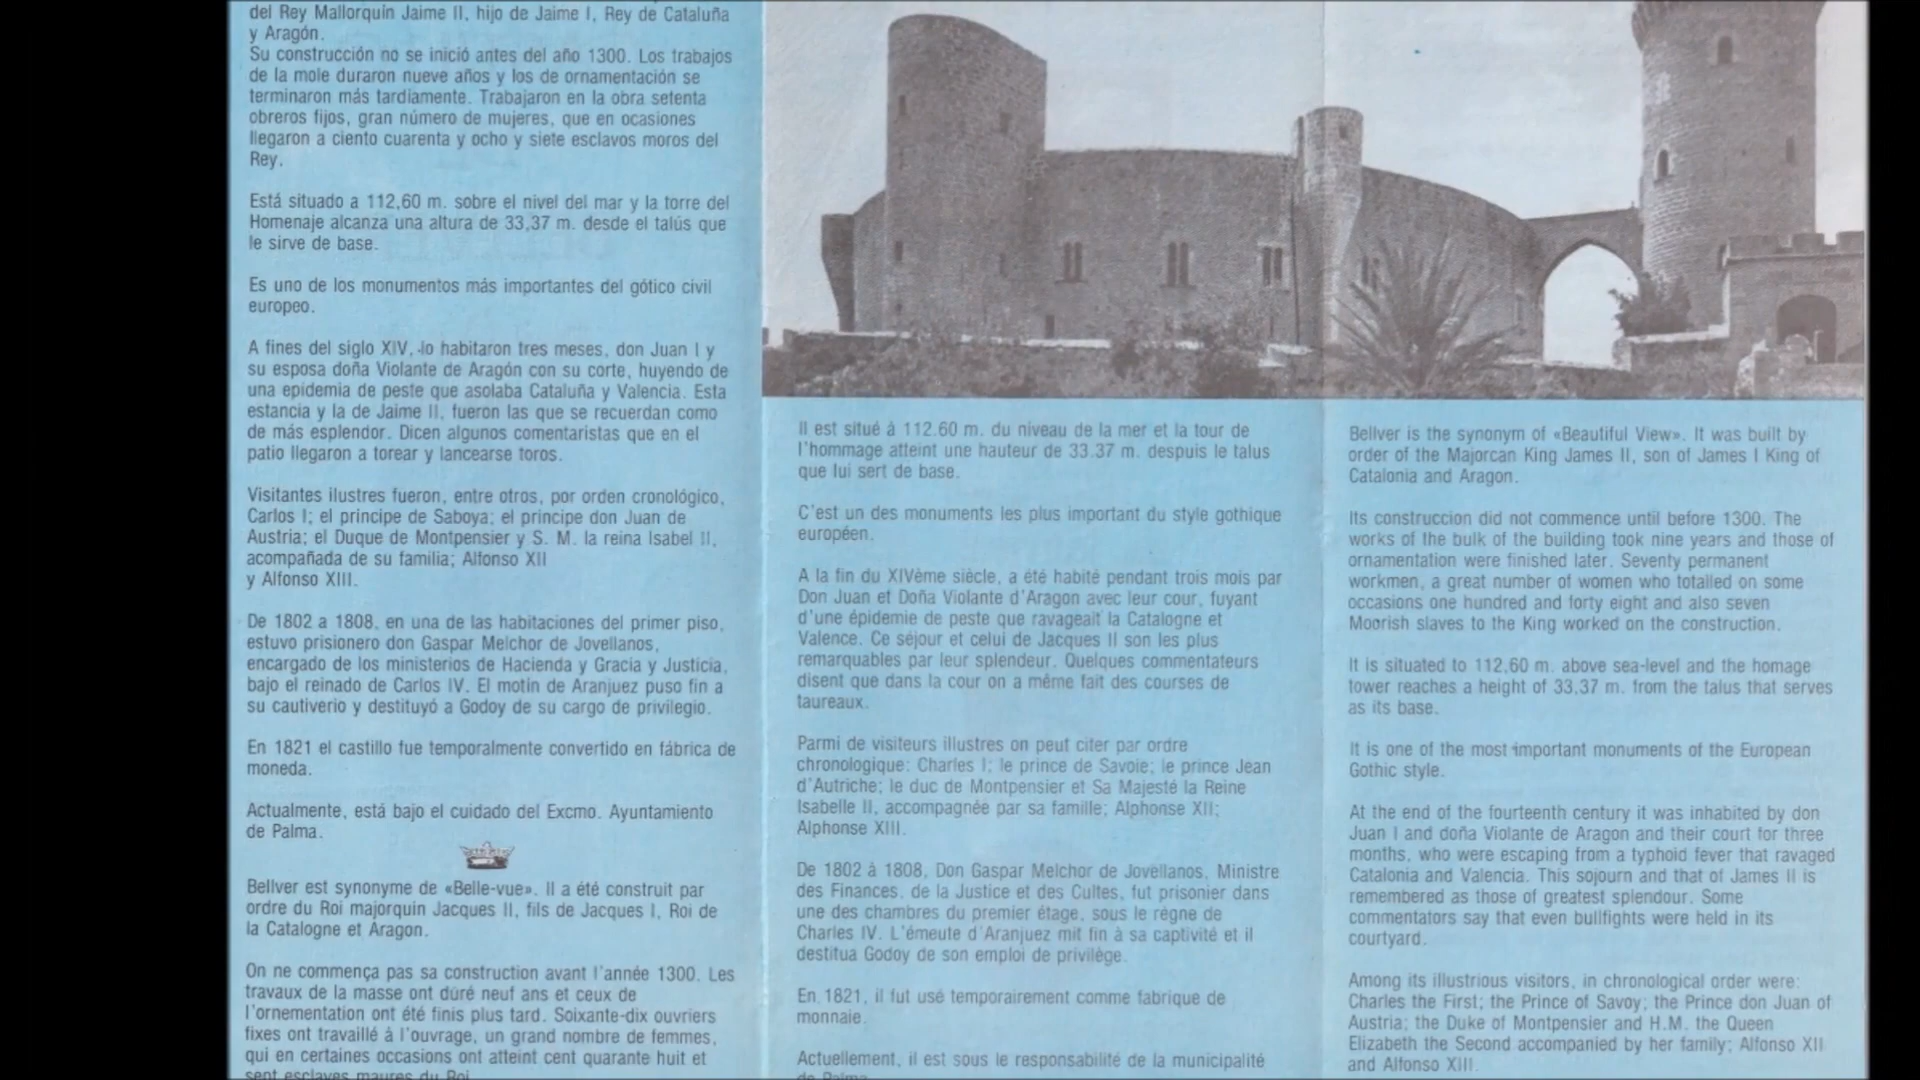 del Rey Mallorquín Jaime II, hijo de Jaime I, Rey de Cataluña
y Aragón.
Su construcción no se inició antes del año 1300. Los trabajos
de la mole duraron nueve años y los de ornamentación se
terminaron más tardiamente. Trabajaron en la obra setenta
obreros fijos, gran número de mujeres, que en ocasiones
llegaron a ciento cuarenta y ocho y siete esclavos moros del
Rey.
Está situado a 112,60 m. sobre el nivel del mar y la torre del
Homenaje alcanza una altura de 33,37 m. desde el talús que
le sirve de base.
Es uno de los monumentos más importantes del gótico civil
europeo.
A fines del siglo XIV, lo habitaron tres meses, don Juan I y
su esposa doña Violante de Aragón con su corte, huyendo de
una epidemia de peste que asolaba Cataluña y Valencia. Esta
estancia y la de Jaime II, fueron las que se recuerdan como
de más esplendor. Dicen algunos comentaristas que en el
patio llegaron a torear y lancearse toros.
Visitantes ilustres fueron, entre otros, por orden cronológico,
Carlos I; el principe de Saboya; el principe don Juan de
Austria; el Duque de Montpensier y S. M. la reina Isabel II,
acompañada de su familia; Alfonso XII
y Alfonso XIII.
De 1802 a 1808, en una de las habitaciones del primer piso,
estuvo prisionero don Gaspar Melchor de Jovellanos,
encargado de los ministerios de Hacienda y Gracia y Justicia,
bajo el reinado de Carlos IV. El motín de Aranjuez puso fin a
su cautiverio y destituyó a Godoy de su cargo de privilegio.
En 1821 el castillo fue temporalmente convertido en fábrica de
moneda.
Actualmente, está bajo el cuidado del Excmo. Ayuntamiento
de Palma.
Bellver est synonyme de «Belle-vue». Il a été construit par
ordre du Roi majorquin Jacques II, fils de Jacques I, Roi de
la Catalogne et Aragon.
On ne commença pas sa construction avant l'année 1300. Les
travaux de la masse ont duré neuf ans et ceux de
l'ornementation ont été finis plus tard. Soixante-dix ouvriers
fixes ont travaillé à l'ouvrage, un grand nombre de femmes,
qui en certaines occasions ont atteint cent quarante huit et
sept esclaves maures du Roi.
Il est situé à 112.60 m. du niveau de la mer et la tour de
l'hommage atteint une hauteur de 33.37 m. despuis le talus
que lui sert de base.
C'est un des monuments les plus important du style gothique
européen.
A la fin du XIVème siècle, a été habité pendant trois mois par
Don Juan et Doña Violante d'Aragon avec leur cour, fuyant
d'une épidemie de peste que ravageait la Catalogne et
Valence. Ce séjour et celui de Jacques II son les plus
remarquables par leur splendeur. Quelques commentateurs
disent que dans la cour on a même fait des courses de
taureaux.
Parmi de visiteurs illustres on peut citer par ordre
chronologique: Charles I; le prince de Savoie; le prince Jean
d'Autriche; le duc de Montpensier et Sa Majesté la Reine
Isabelle II, accompagnée par sa famille; Alphonse XII;
Alphonse XIII.
De 1802 à 1808, Don Gaspar Melchor de Jovellanos, Ministre
des Finances, de la Justice et des Cultes, fut prisonier dans
une des chambres du premier étage, sous le règne de
Charles IV. L'émeute d'Aranjuez mit fin à sa captivité et il
destitua Godoy de son emploi de privilège.
En 1821, il fut usé temporairement comme fabrique de
monnaie.
Actuellement, il est sous le responsabilité de la municipalité
de Palma.
Bellver is the synonym of «Beautiful View». It was built by
order of the Majorcan King James II, son of James I King of
Catalonia and Aragon.
Its construccion did not commence until before 1300. The
works of the bulk of the building took nine years and those of
ornamentation were finished later. Seventy permanent
workmen, a great number of women who totalled on some
occasions one hundred and forty eight and also seven
Moorish slaves to the King worked on the construction.
It is situated to 112,60 m. above sea-level and the homage
tower reaches a height of 33,37 m. from the talus that serves
as its base.
It is one of the most important monuments of the European
Gothic style.
At the end of the fourteenth century it was inhabited by don
Juan I and doña Violante de Aragon and their court for three
months, who were escaping from a typhoid fever that ravaged
Catalonia and Valencia. This sojourn and that of James II is
remembered as those of greatest splendour. Some
commentators say that even bullfights were held in its
courtyard.
Among its illustrious visitors, in chronological order were:
Charles the First; the Prince of Savoy; the Prince don Juan of
Austria; the Duke of Montpensier and H.M. the Queen
Elizabeth the Second accompanied by her family; Alfonso XII
and Alfonso XIII.